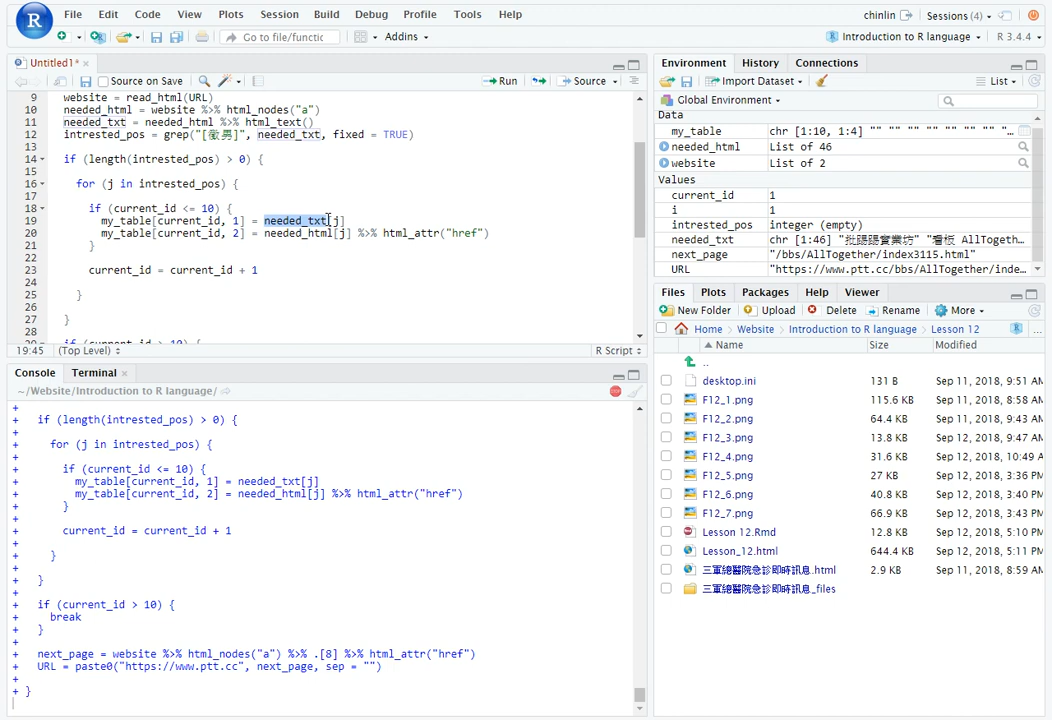 File Edit Code View Plots Session Build Debug Profile Tools Help
chinlin Sessions (4)
Go to file/functic Addins
Introduction to R language R 3.4.4
Untitled1* ×
Source on Save Run Source
9 website = read_html(URL)
10 needed_html = website %>% html_nodes("a")
11 needed_txt = needed_html %>% html_text()
12 intrested_pos = grep("[徵男]", needed_txt, fixed = TRUE)
13
14 if (length(intrested_pos) > 0) {
15
16 for (j in intrested_pos) {
17
18 if (current_id <= 10) {
19 my_table[current_id, 1] = needed_txt[j]
20 my_table[current_id, 2] = needed_html[j] %>% html_attr("href")
21 }
22
23 current_id = current_id + 1
24
25 }
26
27 }
28
19:45 (Top Level) R Script
Console Terminal ×
~/Website/Introduction to R language/
+
+ if (length(intrested_pos) > 0) {
+
+ for (j in intrested_pos) {
+
+ if (current_id <= 10) {
+ my_table[current_id, 1] = needed_txt[j]
+ my_table[current_id, 2] = needed_html[j] %>% html_attr("href")
+ }
+
+ current_id = current_id + 1
+
+ }
+
+ }
+
+ if (current_id > 10) {
+ break
+ }
+
+ next_page = website %>% html_nodes("a") %>% .[8] %>% html_attr("href")
+ URL = paste0("https://www.ptt.cc", next_page, sep = "")
+
+ }
Environment History Connections
Import Dataset List
Global Environment
Data
my_table chr [1:10, 1:4] "" "" "" "" "" "" "" "…
needed_html List of 46
website List of 2
Values
current_id 1
i 1
intrested_pos integer (empty)
needed_txt chr [1:46] "批踢踢實業坊" "看板 AllTogeth…
next_page "/bbs/AllTogether/index3115.html"
URL "https://www.ptt.cc/bbs/AllTogether/inde…
Files Plots Packages Help Viewer
New Folder Upload Delete Rename More
Home Website Introduction to R language Lesson 12 ...
Name Size Modified
..
desktop.ini 131 B Sep 11, 2018, 9:51 AM
F12_1.png 115.6 KB Sep 11, 2018, 8:58 AM
F12_2.png 64.4 KB Sep 11, 2018, 9:43 AM
F12_3.png 13.8 KB Sep 12, 2018, 9:47 AM
F12_4.png 31.6 KB Sep 12, 2018, 10:49 A
F12_5.png 27 KB Sep 12, 2018, 3:36 PM
F12_6.png 40.8 KB Sep 12, 2018, 3:40 PM
F12_7.png 66.9 KB Sep 12, 2018, 3:43 PM
Lesson 12.Rmd 12.8 KB Sep 12, 2018, 5:10 PM
Lesson_12.html 644.4 KB Sep 12, 2018, 5:11 PM
三軍總醫院急診即時訊息.html 2.9 KB Sep 11, 2018, 8:59 AM
三軍總醫院急診即時訊息_files